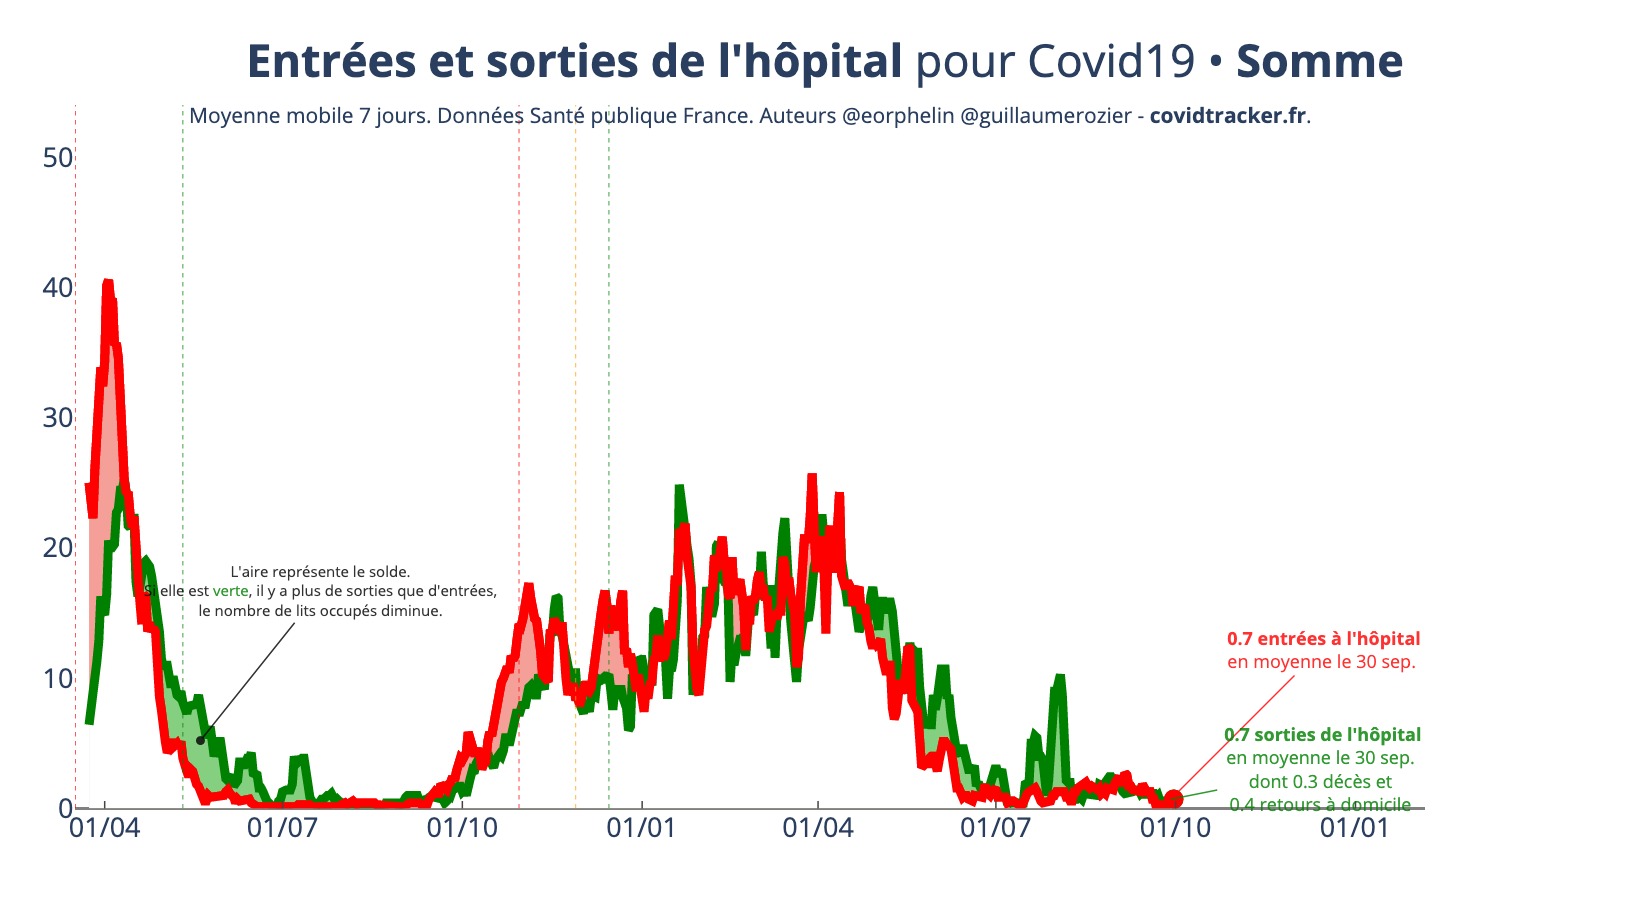 Entrées et sorties de l'hôpital pour Covid19 • Somme
Moyenne mobile 7 jours. Données Santé publique France. Auteurs @eorphelin @guillaumerozier - covidtracker.fr.
50
40
30
20
10
0
L'aire représente le solde.
Si elle est verte, il y a plus de sorties que d'entrées,
le nombre de lits occupés diminue.
0.7 entrées à l'hôpital
en moyenne le 30 sep.
0.7 sorties de l'hôpital
en moyenne le 30 sep.
dont 0.3 décès et
0.4 retours à domicile
01/04 01/07 01/10 01/01 01/04 01/07 01/10 01/01